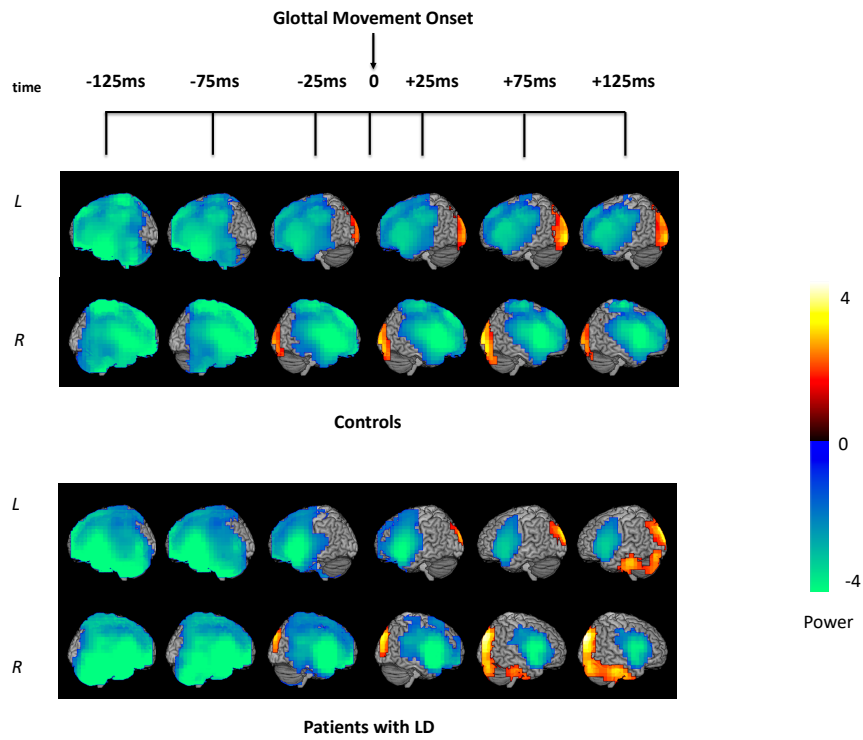 Glottal Movement Onset
time -125ms -75ms -25ms 0 +25ms +75ms +125ms
L
R
Controls
L
R
Patients with LD
4
0
-4
Power